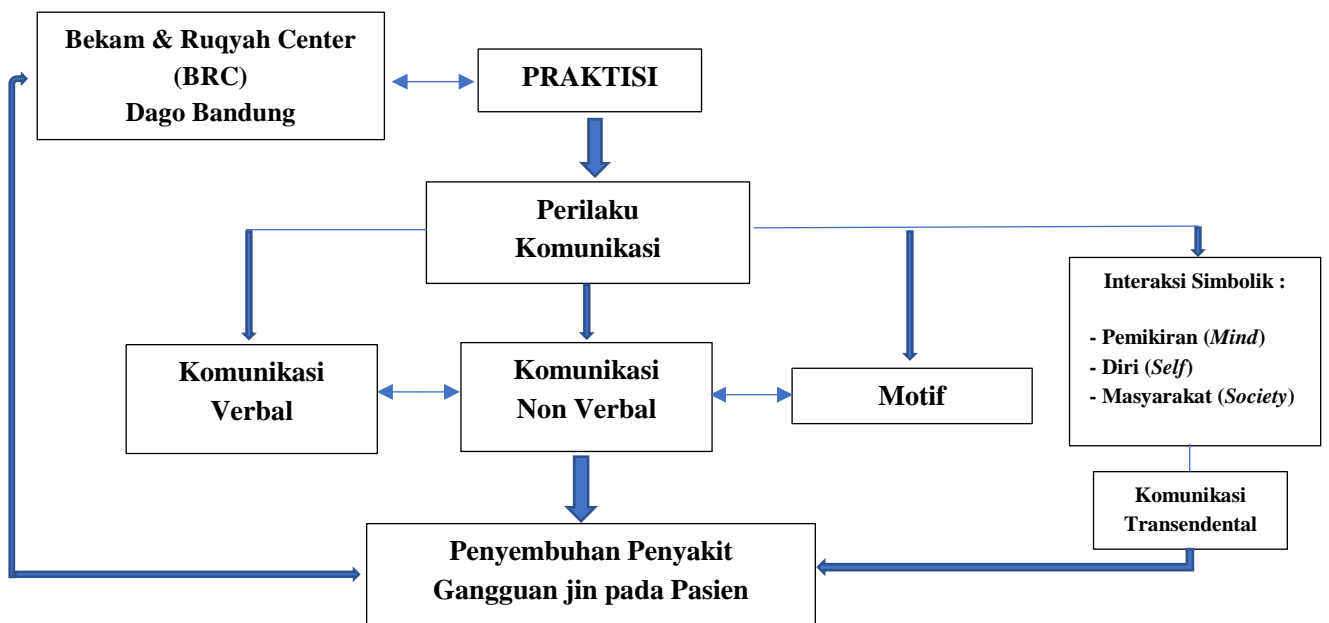 Bekam & Ruqyah Center
(BRC)
Dago Bandung
PRAKTISI
Perilaku
Komunikasi
Komunikasi
Verbal
Komunikasi
Non Verbal
Motif
Interaksi Simbolik :
- Pemikiran (Mind)
- Diri (Self)
- Masyarakat (Society)
Komunikasi
Transendental
Penyembuhan Penyakit
Gangguan jin pada Pasien